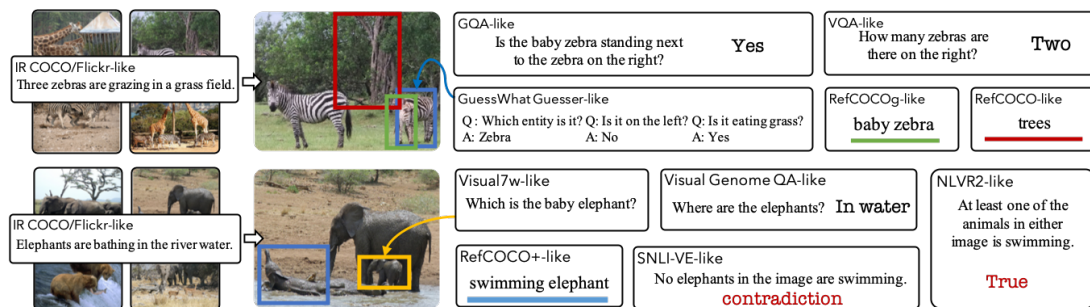 IR COCO/Flickr-like
Three zebras are grazing in a grass field.
GQA-like
Is the baby zebra standing next
to the zebra on the right?
Yes
VQA-like
How many zebras are
there on the right?
Two
GuessWhat Guesser-like
Q : Which entity is it? Q: Is it on the left? Q: Is it eating grass?
A: Zebra A: No A: Yes
RefCOCOg-like
baby zebra
RefCOCO-like
trees
IR COCO/Flickr-like
Elephants are bathing in the river water.
Visual7w-like
Which is the baby elephant?
Visual Genome QA-like
Where are the elephants? In water
NLVR2-like
At least one of the
animals in either
image is swimming.
True
RefCOCO+-like
swimming elephant
SNLI-VE-like
No elephants in the image are swimming.
contradiction